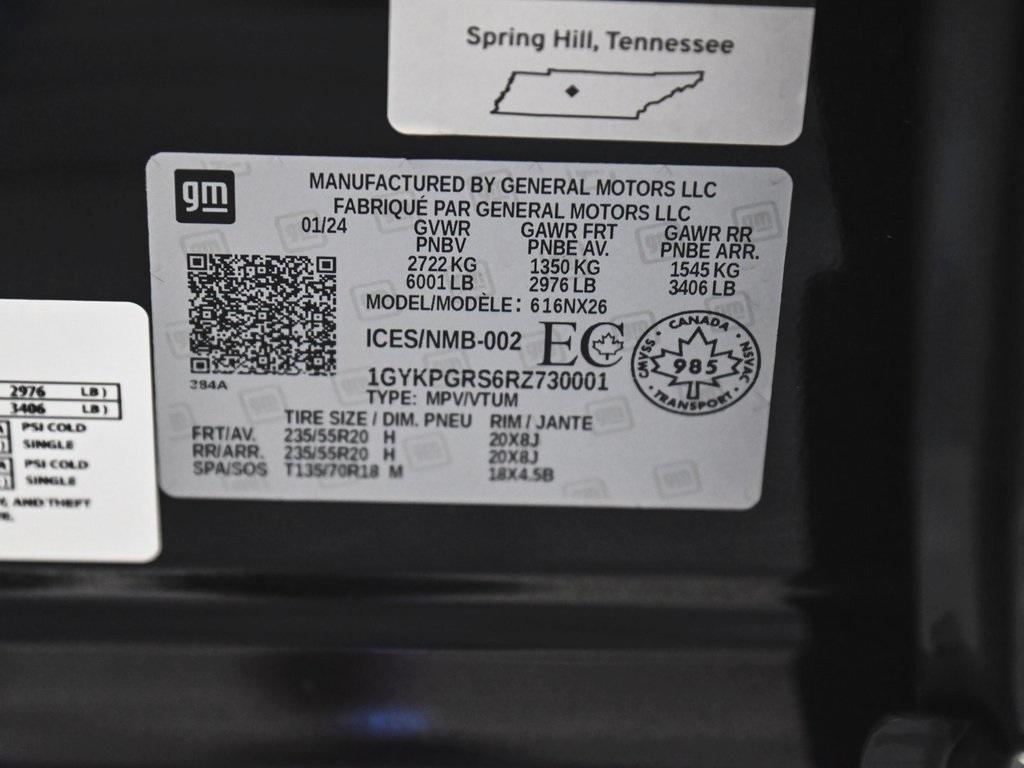 Spring Hill, Tennessee
gm
MANUFACTURED BY GENERAL MOTORS LLC
FABRIQUÉ PAR GENERAL MOTORS LLC
01/24 GVWR GAWR FRT GAWR RR
PNBV PNBE AV. PNBE ARR.
2722 KG 1350 KG 1545 KG
6001 LB 2976 LB 3406 LB
MODEL/MODÈLE: 616NX26
ICES/NMB-002 EC
CANADA
CMVSS 985 NSVAC
TRANSPORT
384A
1GYKPGRS6RZ730001
TYPE: MPV/VTUM
TIRE SIZE / DIM. PNEU RIM / JANTE
FRT/AV. 235/55R20 H 20X8J
RR/ARR. 235/55R20 H 20X8J
SPA/SOS T135/70R18 M 18X4.5B
2976 LB)
3406 LB)
PSI COLD
SINGLE
PSI COLD
SINGLE
AND THEFT